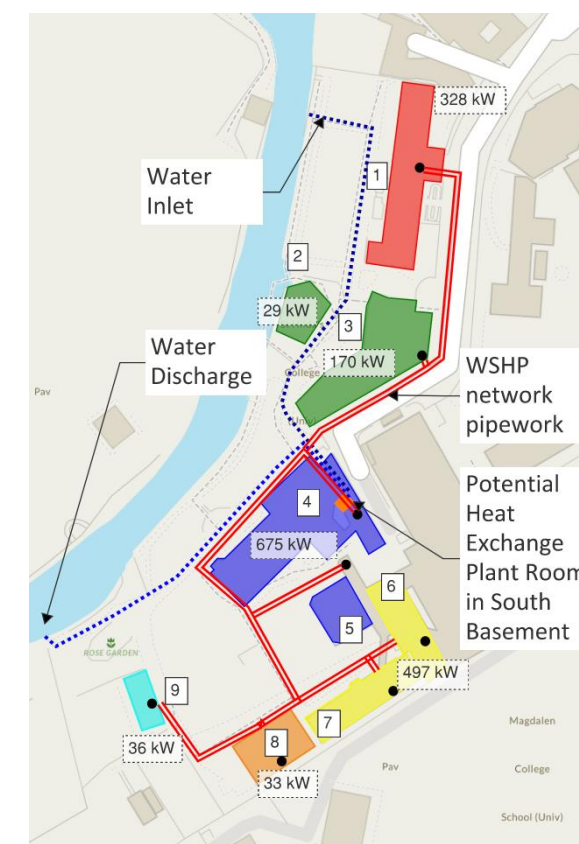 328 kW
1
Water
Inlet
2
29 kW
3
170 kW
College
Univ)
Water
Discharge
Pav
WSHP
network
pipework
4
675 kW
Potential
Heat
Exchange
Plant Room
in South
Basement
6
5
ROSE GARDEN
9
497 kW
7
36 kW
8
33 kW
Magdalen
Pav
College
School (Univ)